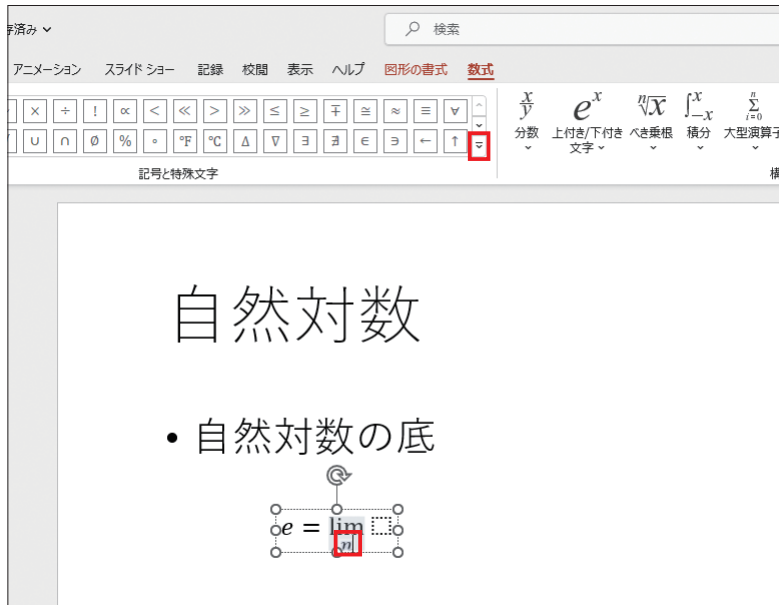 存済み
検索
アニメーション スライド ショー 記録 校閲 表示 ヘルプ 図形の書式 数式
× ÷ ! ∝ < ≪ > ≫ ≤ ≥ ∓ ≅ ≈ ≡ ∀
∪ ∩ ∅ % ° °F °C ∆ ∇ ∃ ∄ ∈ ∋ ← ↑
x/y eˣ ⁿ√x ∫₋ₓˣ Σ n i=0
分数 上付き/下付き文字 べき乗根 積分 大型演算子
記号と特殊文字
自然対数
• 自然対数の底
e = lim
n